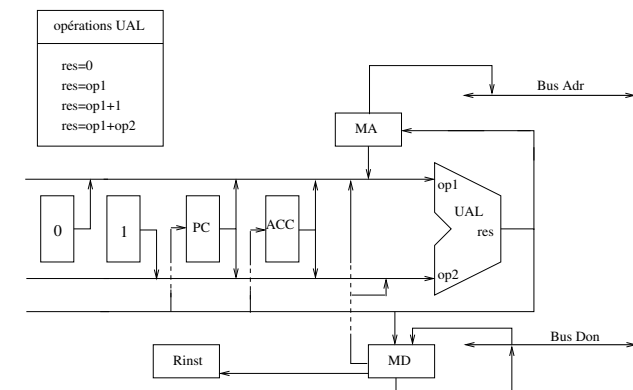 opérations UAL
res=0
res=op1
res=op1+1
res=op1+op2
Bus Adr
MA
op1
UAL
res
0
1
PC
ACC
op2
Bus Don
Rinst
MD